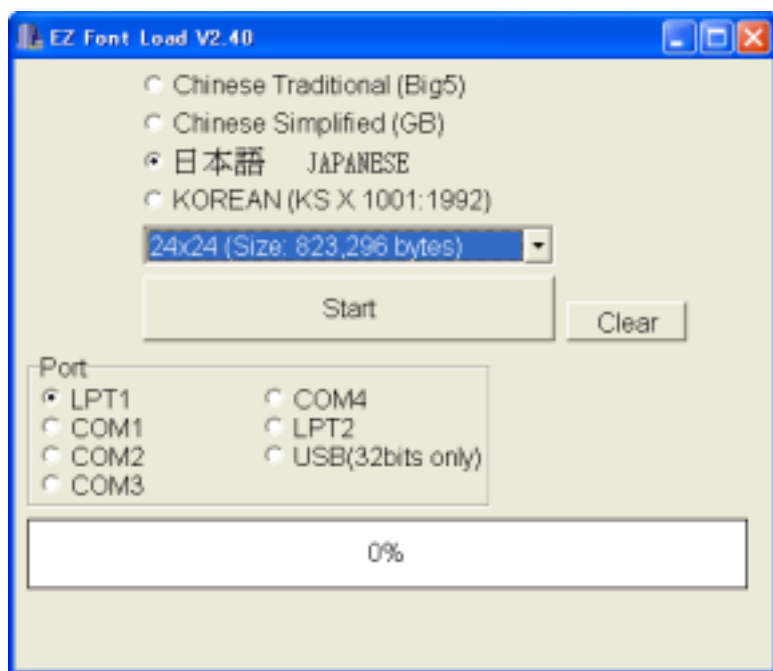 EZ Font Load V2.40
Chinese Traditional (Big5)
Chinese Simplified (GB)
日本語 JAPANESE
KOREAN (KS X 1001:1992)
24x24 (Size: 823,296 bytes)
Start
Clear
Port
LPT1
COM4
COM1
LPT2
COM2
USB(32bits only)
COM3
0%